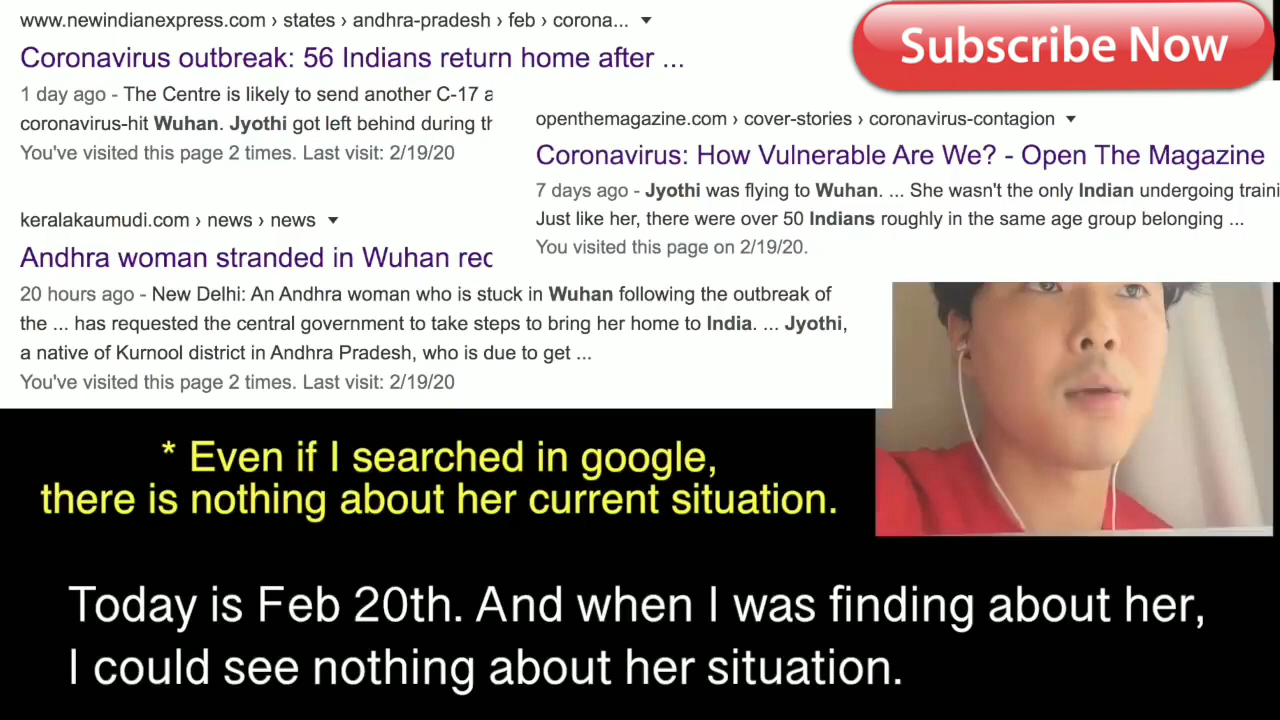 www.newindianexpress.com › states › andhra-pradesh › feb › corona...
Coronavirus outbreak: 56 Indians return home after ...
1 day ago - The Centre is likely to send another C-17 a
coronavirus-hit Wuhan. Jyothi got left behind during th
You've visited this page 2 times. Last visit: 2/19/20
Subscribe Now
openthemagazine.com › cover-stories › coronavirus-contagion
Coronavirus: How Vulnerable Are We? - Open The Magazine
7 days ago - Jyothi was flying to Wuhan. ... She wasn't the only Indian undergoing traini
Just like her, there were over 50 Indians roughly in the same age group belonging ...
You visited this page on 2/19/20.
keralakaumudi.com › news › news
Andhra woman stranded in Wuhan rec
20 hours ago - New Delhi: An Andhra woman who is stuck in Wuhan following the outbreak of
the ... has requested the central government to take steps to bring her home to India. ... Jyothi,
a native of Kurnool district in Andhra Pradesh, who is due to get ...
You've visited this page 2 times. Last visit: 2/19/20
* Even if I searched in google,
there is nothing about her current situation.
Today is Feb 20th. And when I was finding about her,
I could see nothing about her situation.